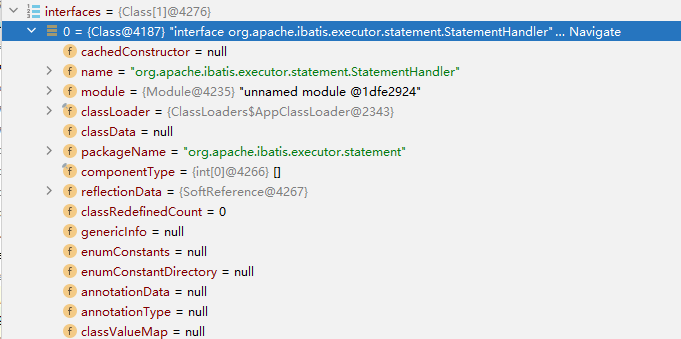 interfaces = {Class[1]@4276}
0 = {Class@4187} "interface org.apache.ibatis.executor.statement.StatementHandler"... Navigate
cachedConstructor = null
name = "org.apache.ibatis.executor.statement.StatementHandler"
module = {Module@4235} "unnamed module @1dfe2924"
classLoader = {ClassLoaders$AppClassLoader@2343}
classData = null
packageName = "org.apache.ibatis.executor.statement"
componentType = {int[0]@4266} []
reflectionData = {SoftReference@4267}
classRedefinedCount = 0
genericInfo = null
enumConstants = null
enumConstantDirectory = null
annotationData = null
annotationType = null
classValueMap = null